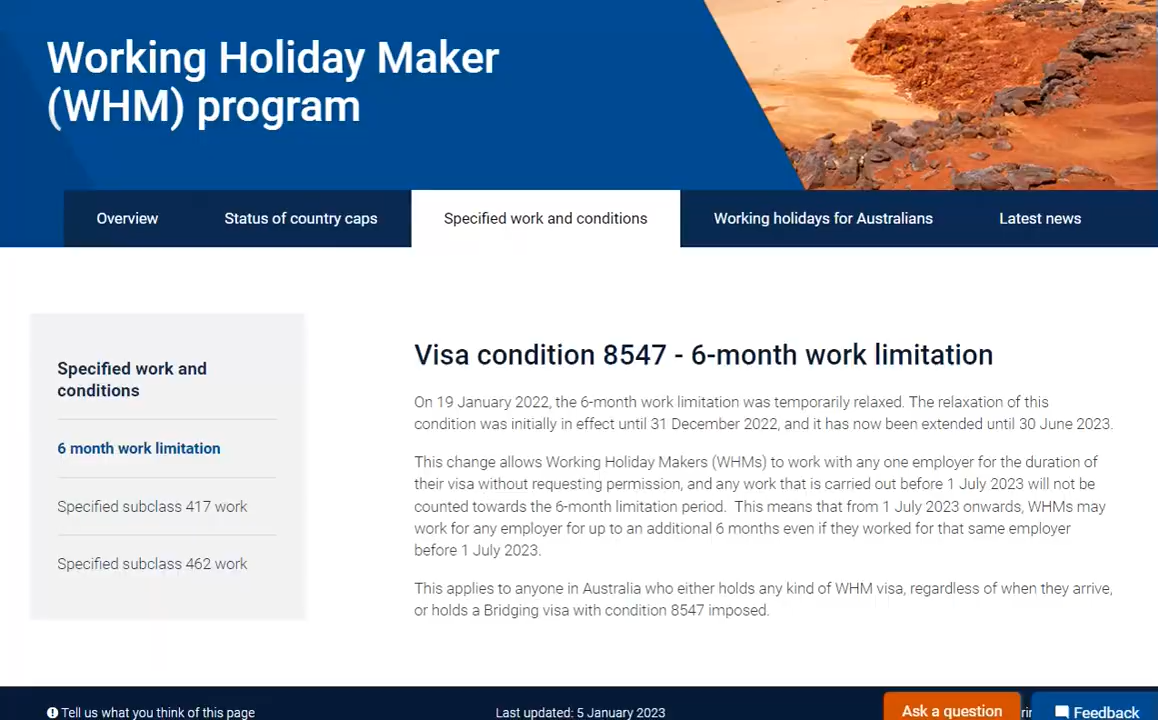 Working Holiday Maker
(WHM) program
Overview
Status of country caps
Specified work and conditions
Working holidays for Australians
Latest news
Specified work and
conditions
6 month work limitation
Specified subclass 417 work
Specified subclass 462 work
Visa condition 8547 - 6-month work limitation
On 19 January 2022, the 6-month work limitation was temporarily relaxed. The relaxation of this
condition was initially in effect until 31 December 2022, and it has now been extended until 30 June 2023.
This change allows Working Holiday Makers (WHMs) to work with any one employer for the duration of
their visa without requesting permission, and any work that is carried out before 1 July 2023 will not be
counted towards the 6-month limitation period. This means that from 1 July 2023 onwards, WHMs may
work for any employer for up to an additional 6 months even if they worked for that same employer
before 1 July 2023.
This applies to anyone in Australia who either holds any kind of WHM visa, regardless of when they arrive,
or holds a Bridging visa with condition 8547 imposed.
Tell us what you think of this page
Last updated: 5 January 2023
Ask a question
Feedback